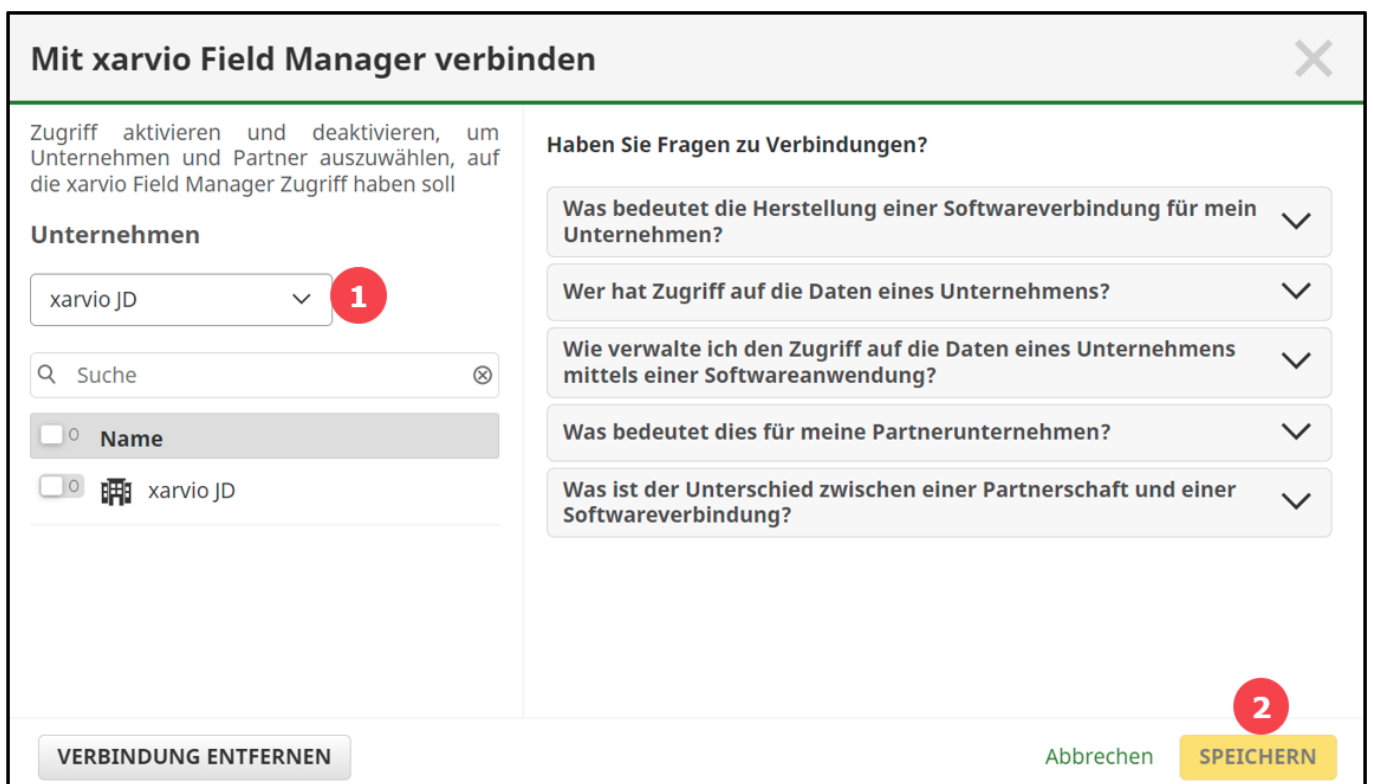 Mit xarvio Field Manager verbinden
Zugriff aktivieren und deaktivieren, um
Unternehmen und Partner auszuwählen, auf
die xarvio Field Manager Zugriff haben soll
Unternehmen
xarvio JD
1
Suche
Name
xarvio JD
Haben Sie Fragen zu Verbindungen?
Was bedeutet die Herstellung einer Softwareverbindung für mein
Unternehmen?
Wer hat Zugriff auf die Daten eines Unternehmens?
Wie verwalte ich den Zugriff auf die Daten eines Unternehmens
mittels einer Softwareanwendung?
Was bedeutet dies für meine Partnerunternehmen?
Was ist der Unterschied zwischen einer Partnerschaft und einer
Softwareverbindung?
2
VERBINDUNG ENTFERNEN
Abbrechen
SPEICHERN